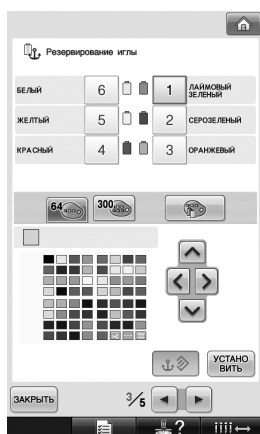 Резервирование иглы
БЕЛЫЙ 6 1 ЛАЙМОВЫЙ ЗЕЛЕНЫЙ
ЖЕЛТЫЙ 5 2 СЕРОЗЕЛЕНЫЙ
КРАСНЫЙ 4 3 ОРАНЖЕВЫЙ
64 300
УСТАНО
ВИТЬ
ЗАКРЫТЬ 3/5
?